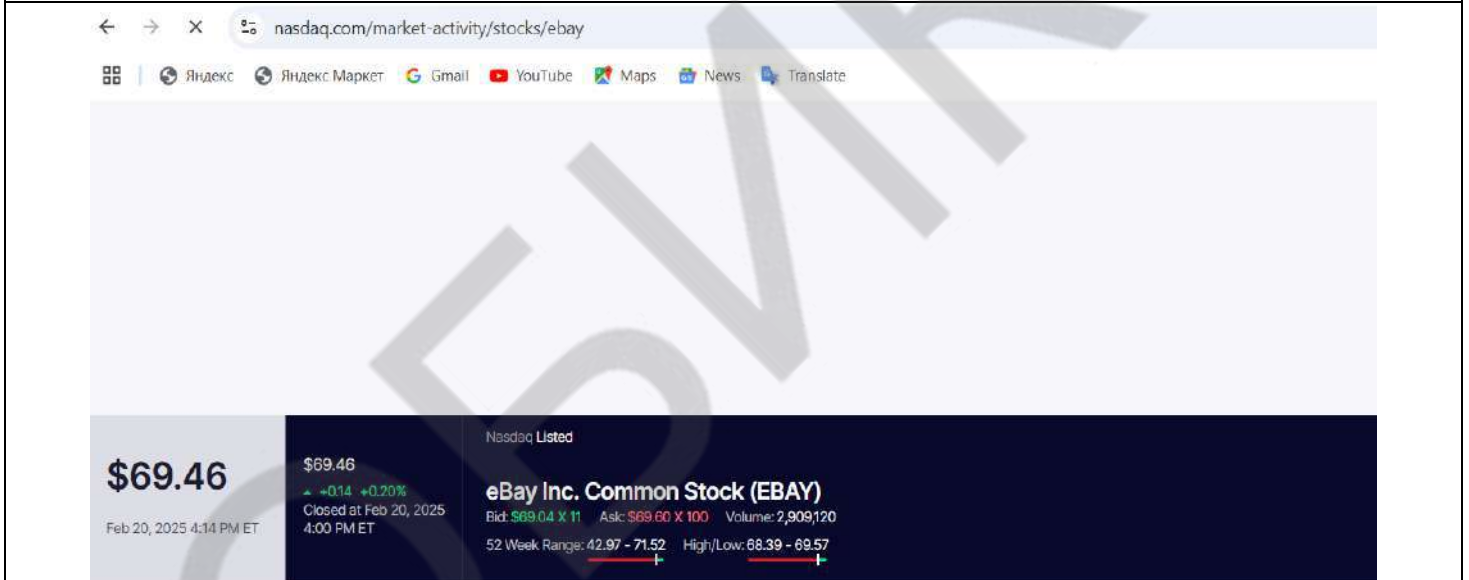 nasdaq.com/market-activity/stocks/ebay
Яндекс Яндекс Маркет Gmail YouTube Maps News Translate
$69.46
Feb 20, 2025 4:14 PM ET
$69.46
+0.14 +0.20%
Closed at Feb 20, 2025
4:00 PM ET
Nasdaq Listed
eBay Inc. Common Stock (EBAY)
Bid: $69.04 X 11 Ask: $69.60 X 100 Volume: 2,909,120
52 Week Range: 42.97 - 71.52 High/Low: 68.39 - 69.57